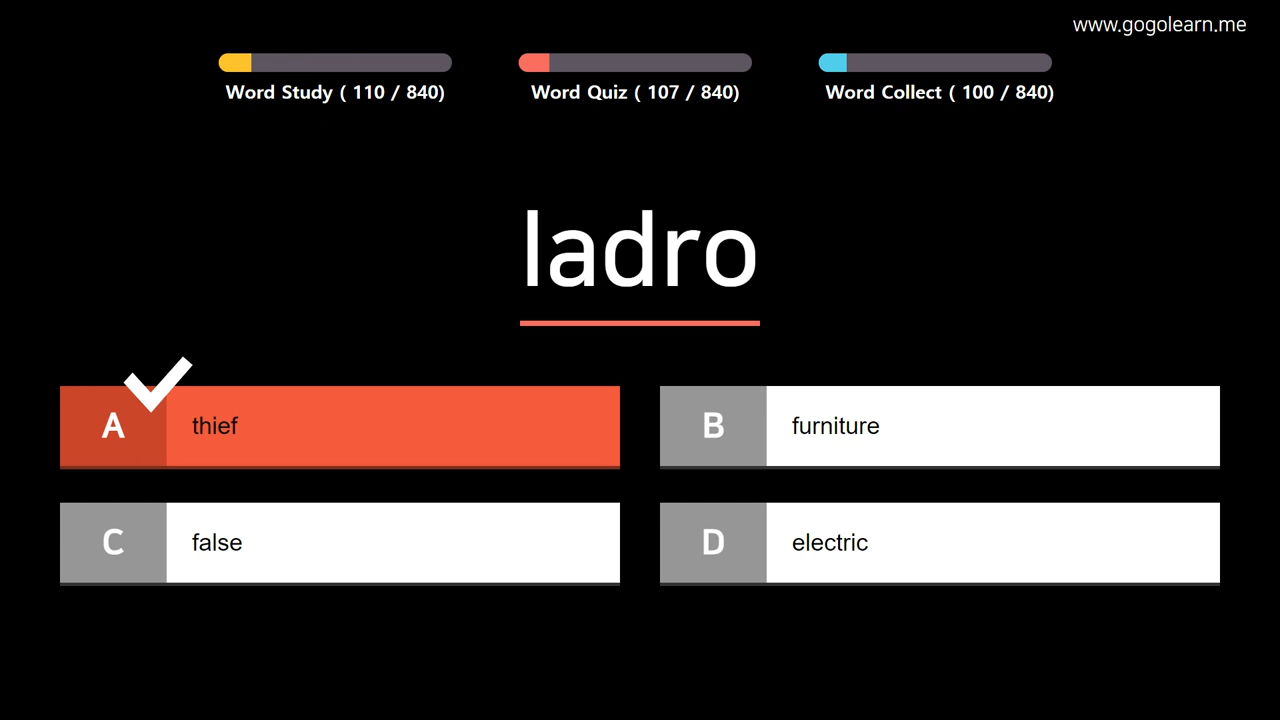 www.gogolearn.me
Word Study ( 110 / 840)
Word Quiz ( 107 / 840)
Word Collect ( 100 / 840)
ladro
A thief
B furniture
C false
D electric